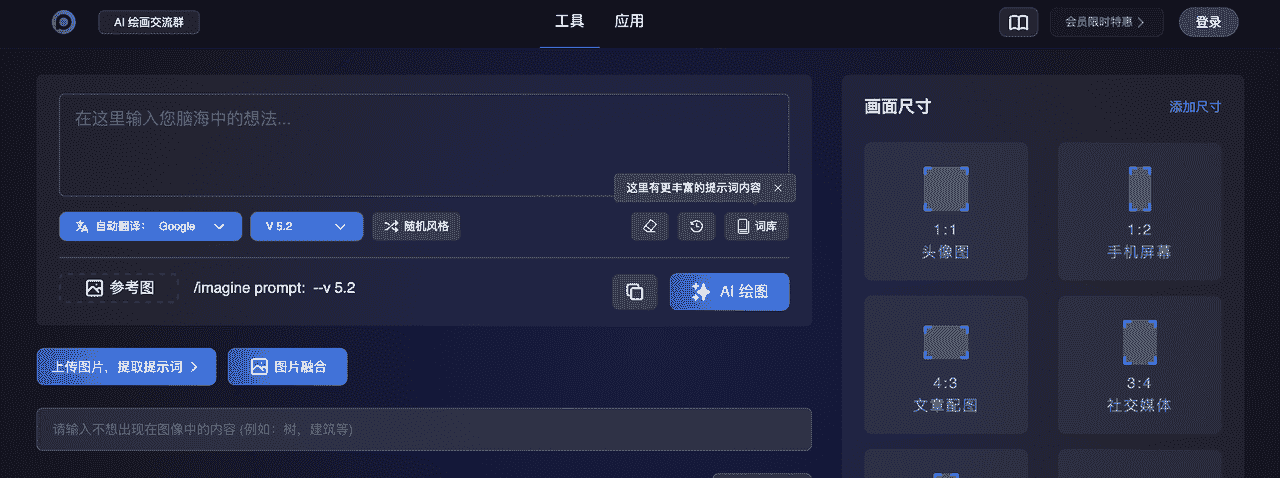 AI 绘画交流群
工具
应用
会员限时特惠
登录
在这里输入您脑海中的想法...
这里有更丰富的提示词内容
自动翻译： Google
V 5.2
随机风格
词库
参考图
/imagine prompt: --v 5.2
AI 绘图
上传图片，提取提示词
图片融合
请输入不想出现在图像中的内容 (例如：树，建筑等)
画面尺寸
添加尺寸
1:1
头像图
1:2
手机屏幕
4:3
文章配图
3:4
社交媒体